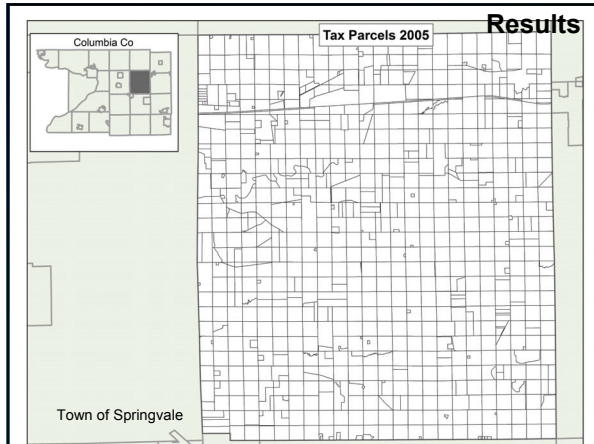 Results
Columbia Co
Tax Parcels 2005
Town of Springvale